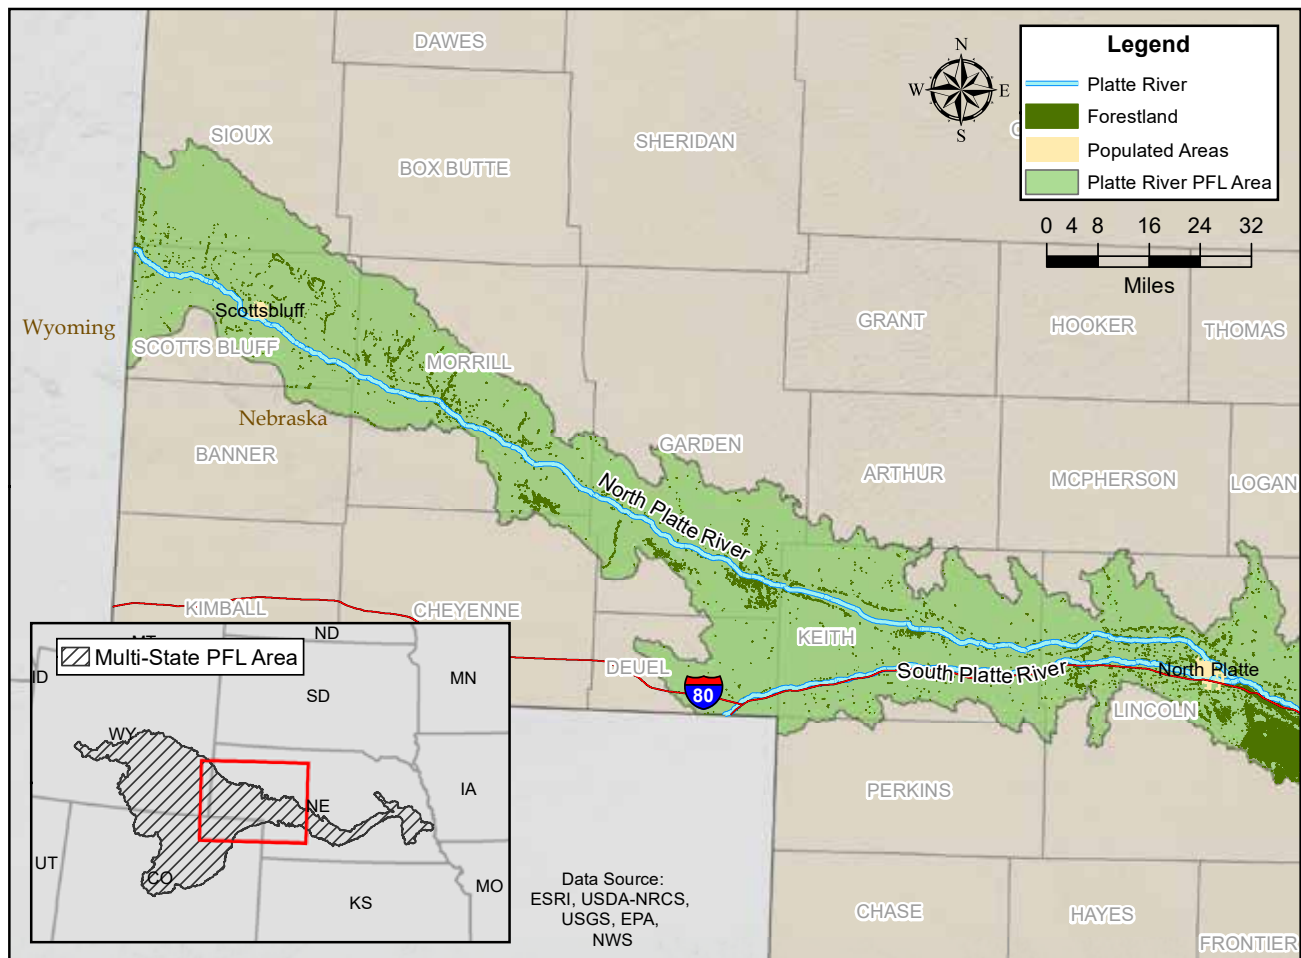 DAWES
SIOUX
BOX BUTTE
SHERIDAN
N
W
E
S
Legend
Platte River
Forestland
Populated Areas
Platte River PFL Area
0 4 8 16 24 32
Miles
Scottsbluff
Wyoming
SCOTTS BLUFF
MORRILL
Nebraska
BANNER
GARDEN
GRANT
HOOKER
THOMAS
ARTHUR
MCPHERSON
LOGAN
North Platte River
KIMBALL
CHEYENNE
KEITH
DEUEL
80
South Platte River
North Platte
LINCOLN
PERKINS
CHASE
HAYES
FRONTIER
Multi-State PFL Area
ND
ID
SD
MN
WY
NE
IA
UT
CO
KS
MO
Data Source:
ESRI, USDA-NRCS,
USGS, EPA,
NWS